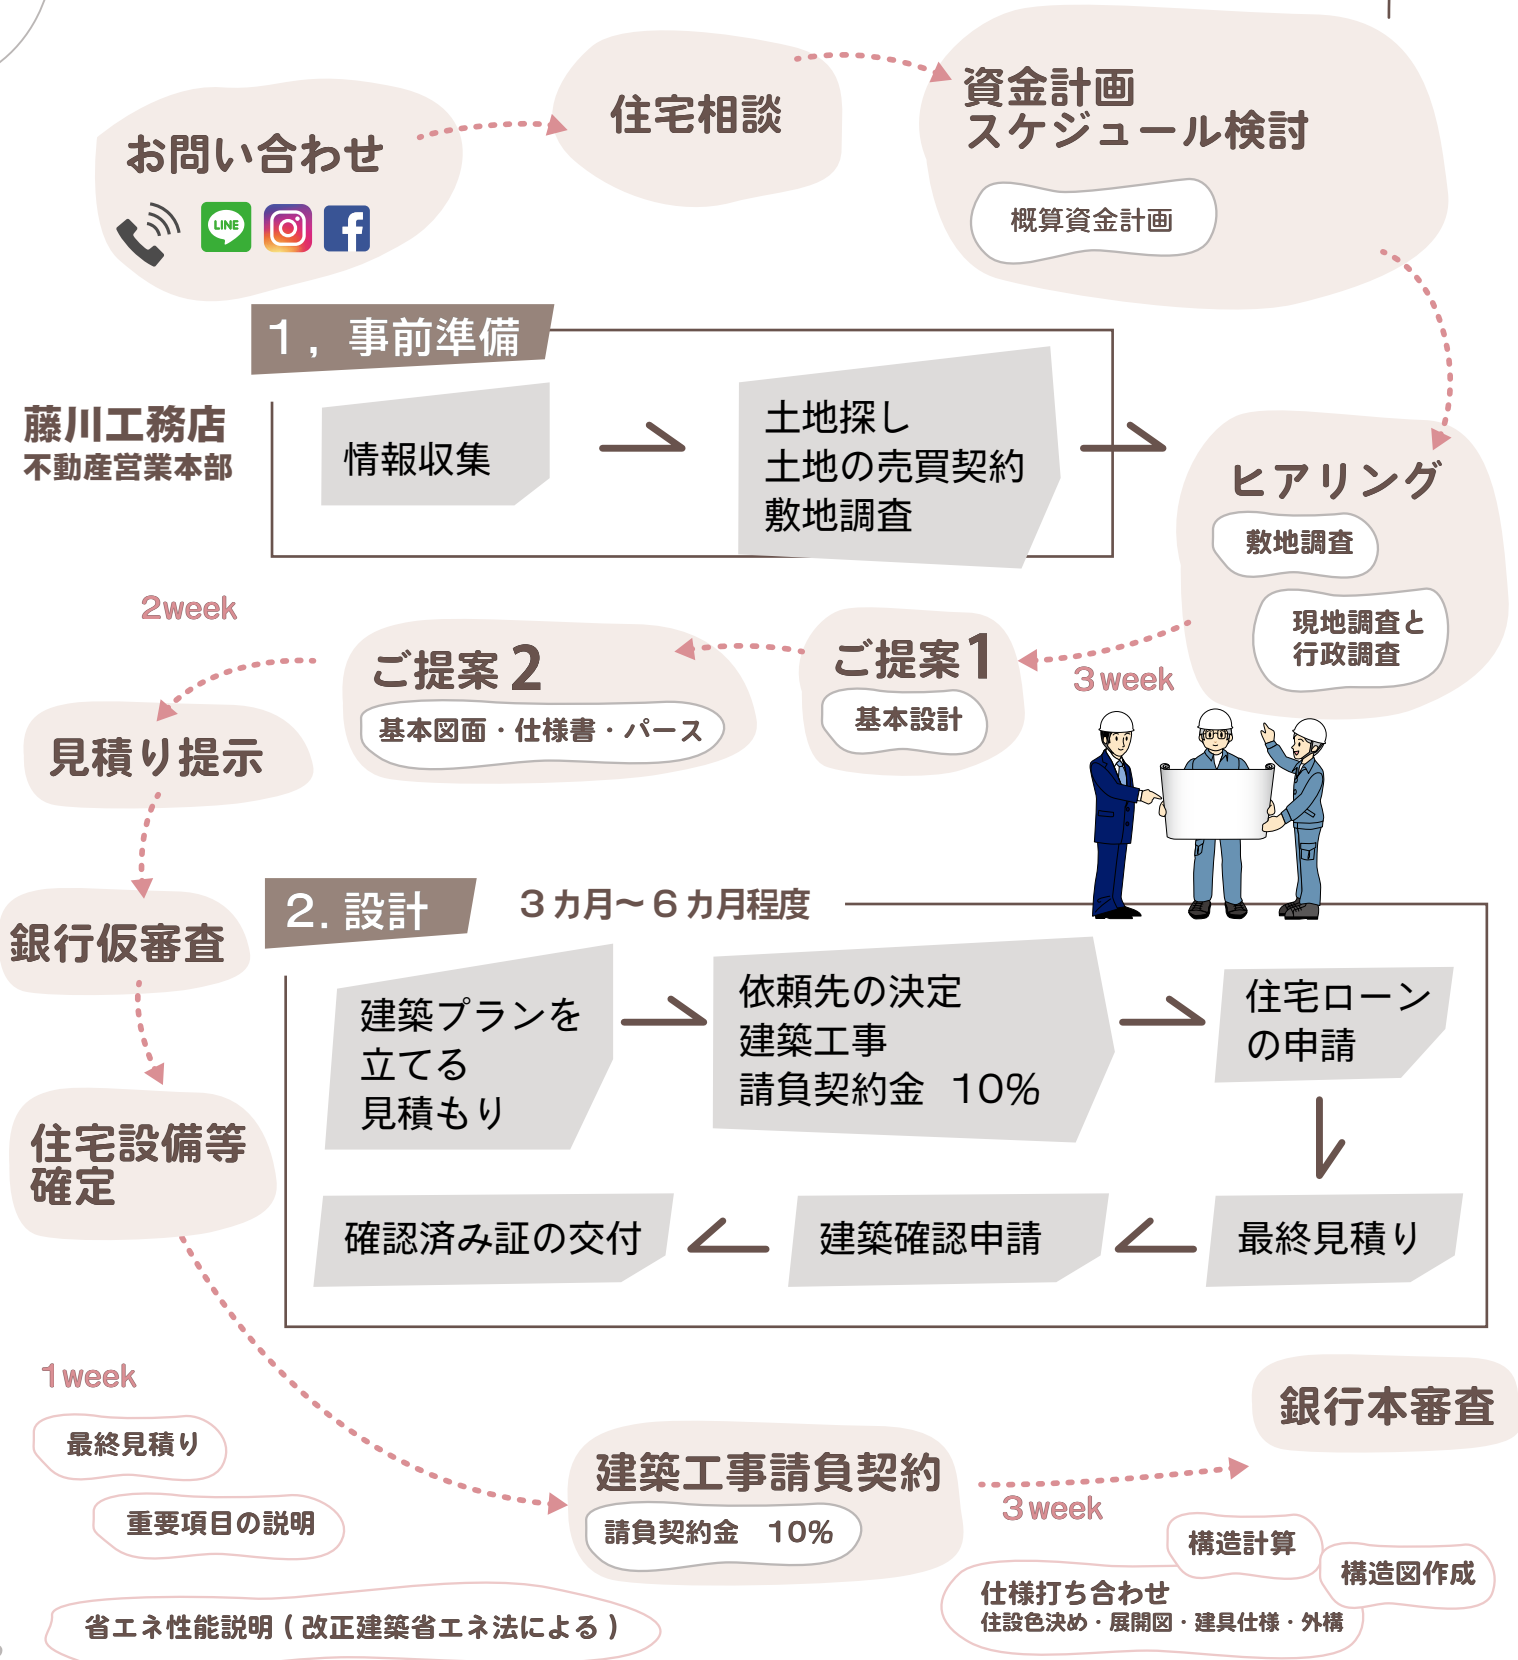 お問い合わせ
LINE
住宅相談
資金計画
スケジュール検討
概算資金計画
1，事前準備
藤川工務店
不動産営業本部
情報収集
土地探し
土地の売買契約
敷地調査
ヒアリング
敷地調査
現地調査と
行政調査
3week
ご提案1
基本設計
ご提案2
基本図面・仕様書・パース
2week
見積り提示
銀行仮審査
2.設計
3カ月〜6カ月程度
建築プランを
立てる
見積もり
依頼先の決定
建築工事
請負契約金 10%
住宅ローン
の申請
最終見積り
建築確認申請
確認済み証の交付
住宅設備等
確定
1week
最終見積り
重要項目の説明
省エネ性能説明(改正建築省エネ法による)
建築工事請負契約
請負契約金 10%
3week
銀行本審査
構造計算
構造図作成
仕様打ち合わせ
住設色決め・展開図・建具仕様・外構